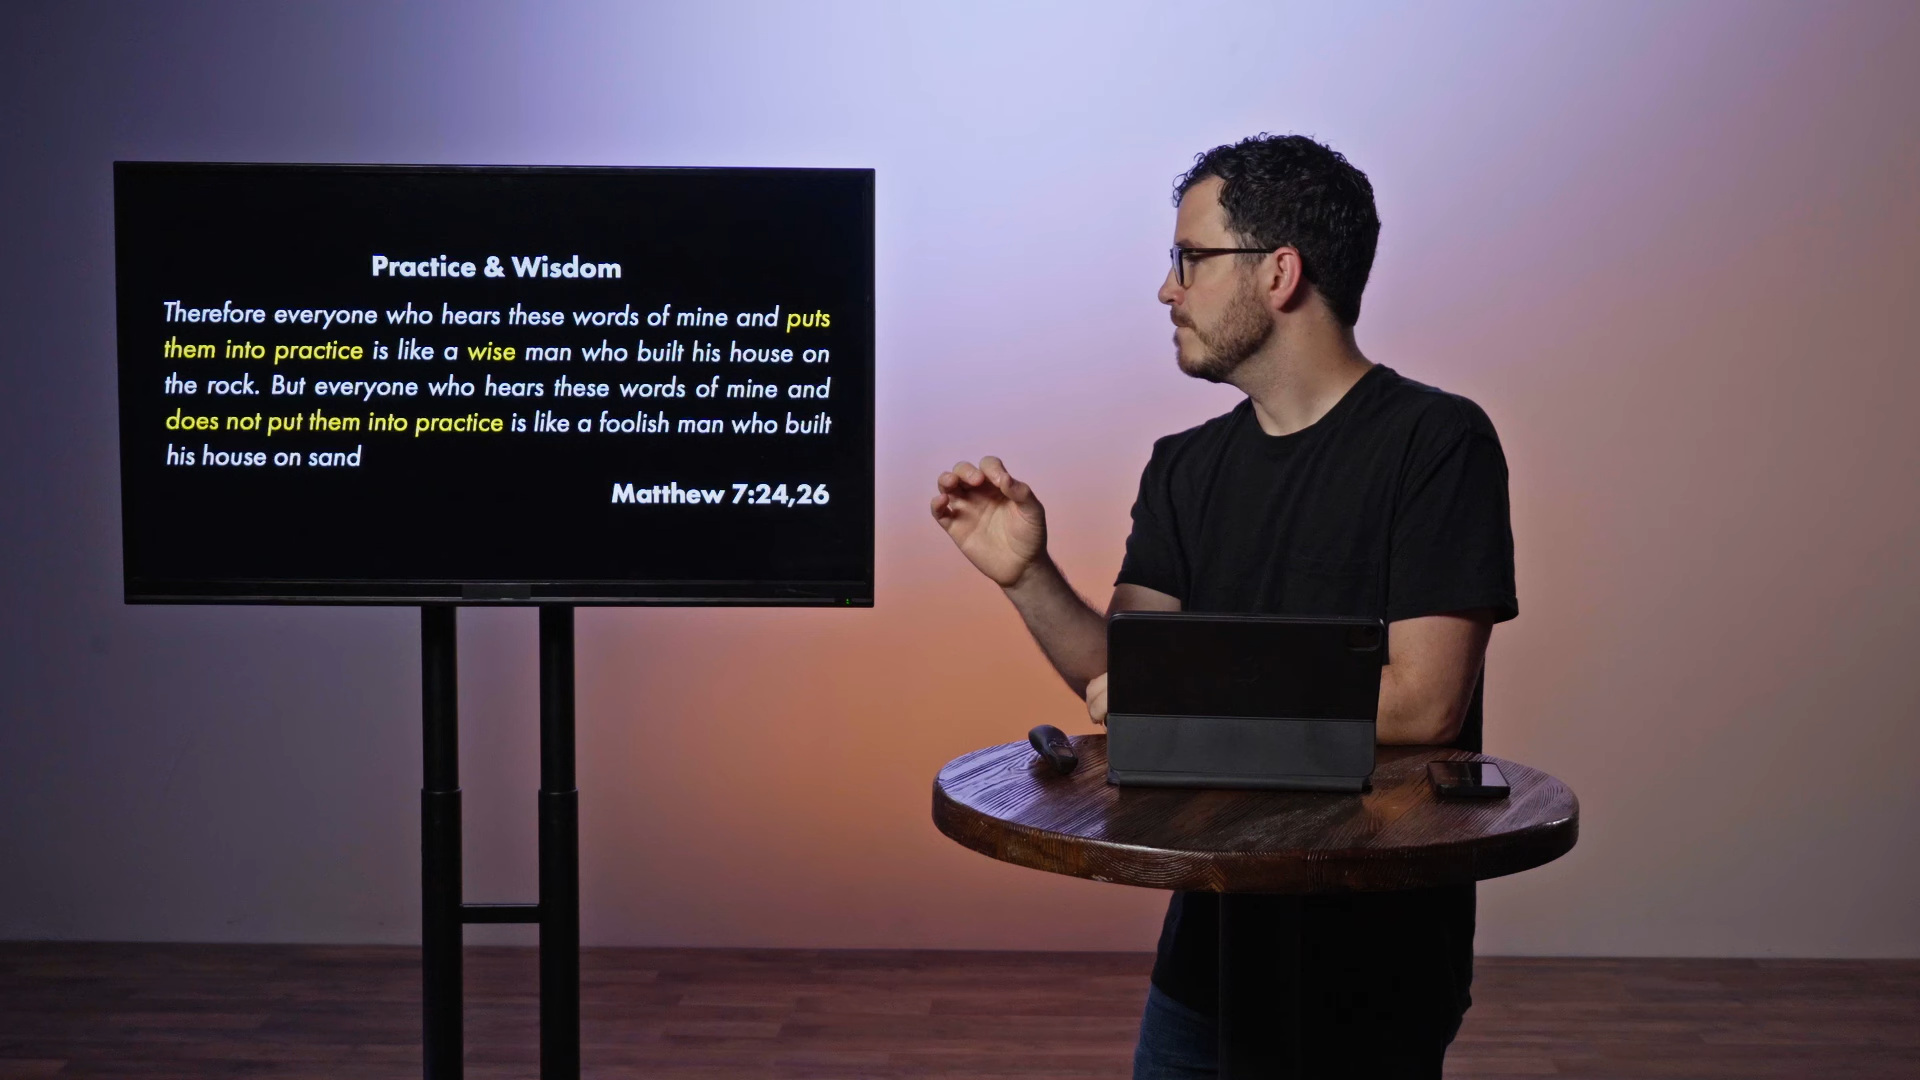 Practice & Wisdom
Therefore everyone who hears these words of mine and puts
them into practice is like a wise man who built his house on
the rock. But everyone who hears these words of mine and
does not put them into practice is like a foolish man who built
his house on sand
Matthew 7:24,26